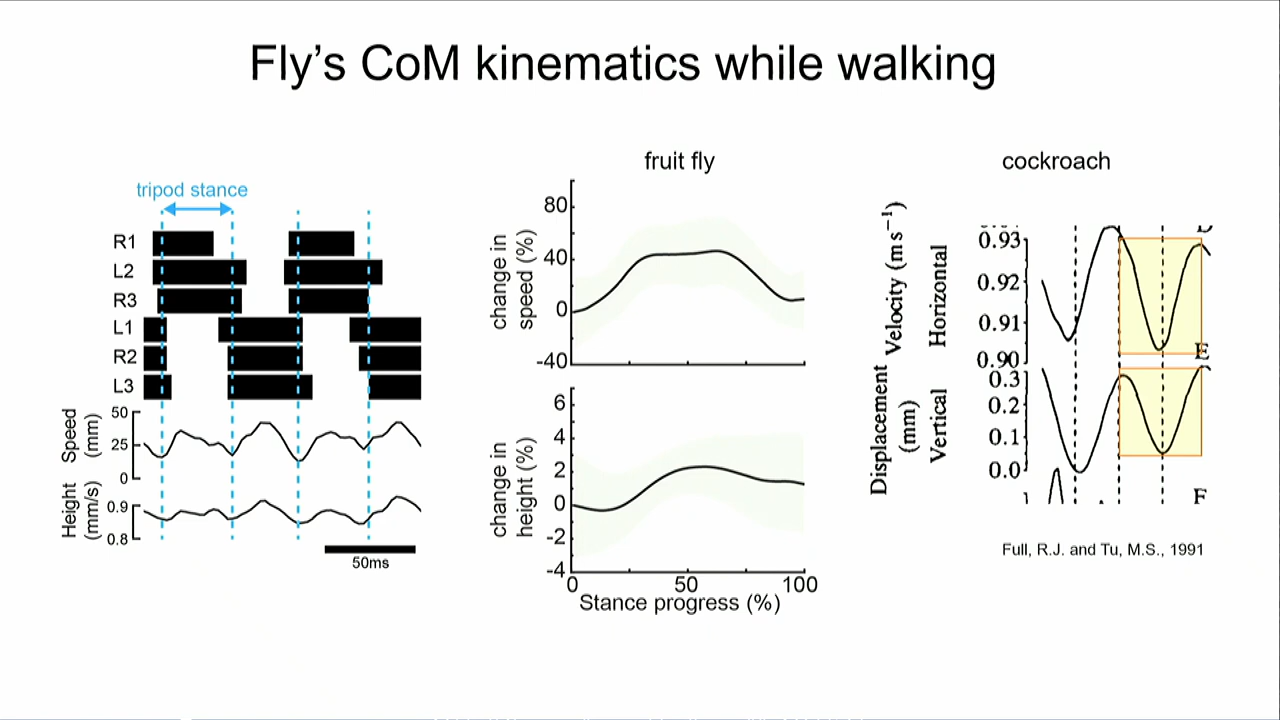 Fly's CoM kinematics while walking
tripod stance
R1
L2
R3
L1
R2
L3
Speed
(mm)
50
25
0
Height
(mm/s)
0.9
0.8
50ms
fruit fly
change in
speed (%)
80
40
0
-40
change in
height (%)
6
4
2
0
-2
-4
0
50
100
Stance progress (%)
cockroach
Velocity (m s⁻¹)
Horizontal
0.93
0.92
0.91
0.90
E
Displacement
(mm)
Vertical
0.3
0.2
0.1
0.0
F
Full, R.J. and Tu, M.S., 1991